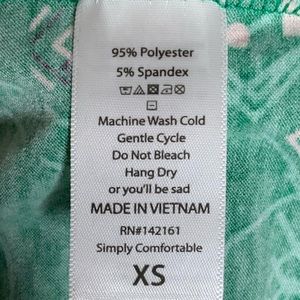 95% Polyester
5% Spandex
Machine Wash Cold
Gentle Cycle
Do Not Bleach
Hang Dry
or you'll be sad
MADE IN VIETNAM
RN#142161
Simply Comfortable
XS